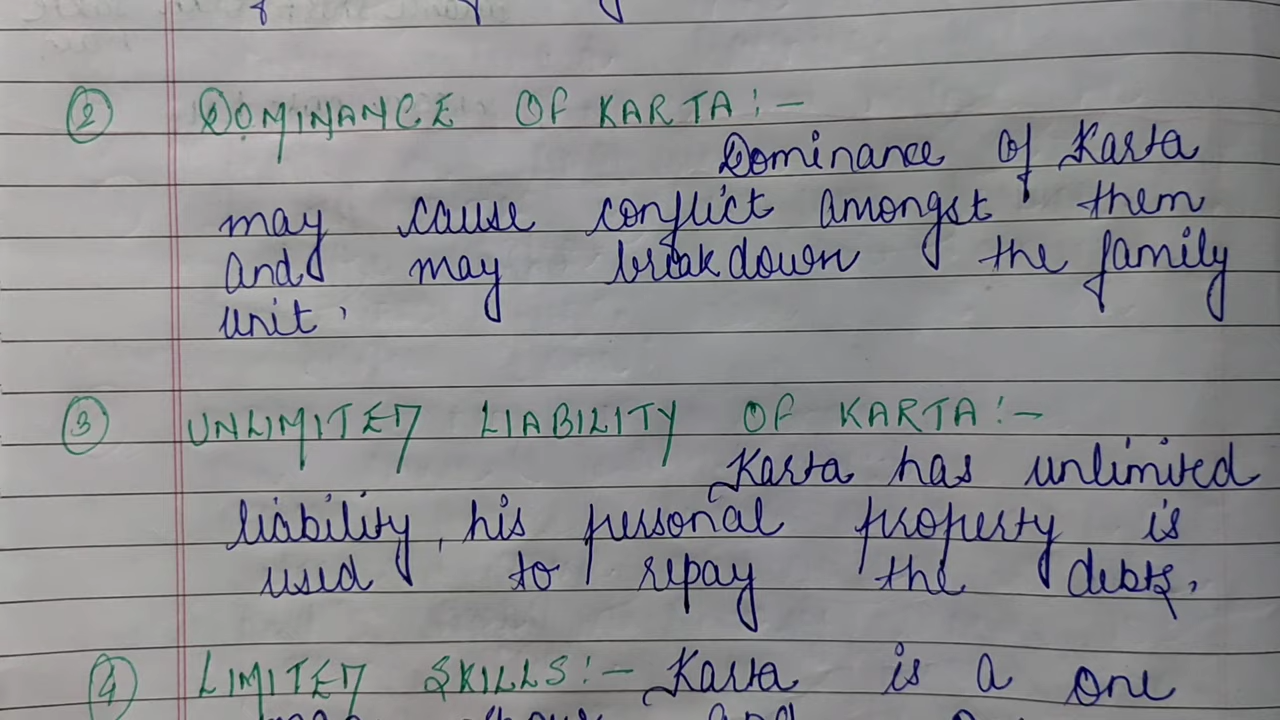 ② DOMINANCE OF KARTA :-
Dominance of Karta
may cause conflict amongst them
and may breakdown the family
unit.
③ UNLIMITED LIABILITY OF KARTA :-
Karta has unlimited
liability, his personal property is
used to repay the debts.
④ LIMITED SKILLS :- Karta is a one
and